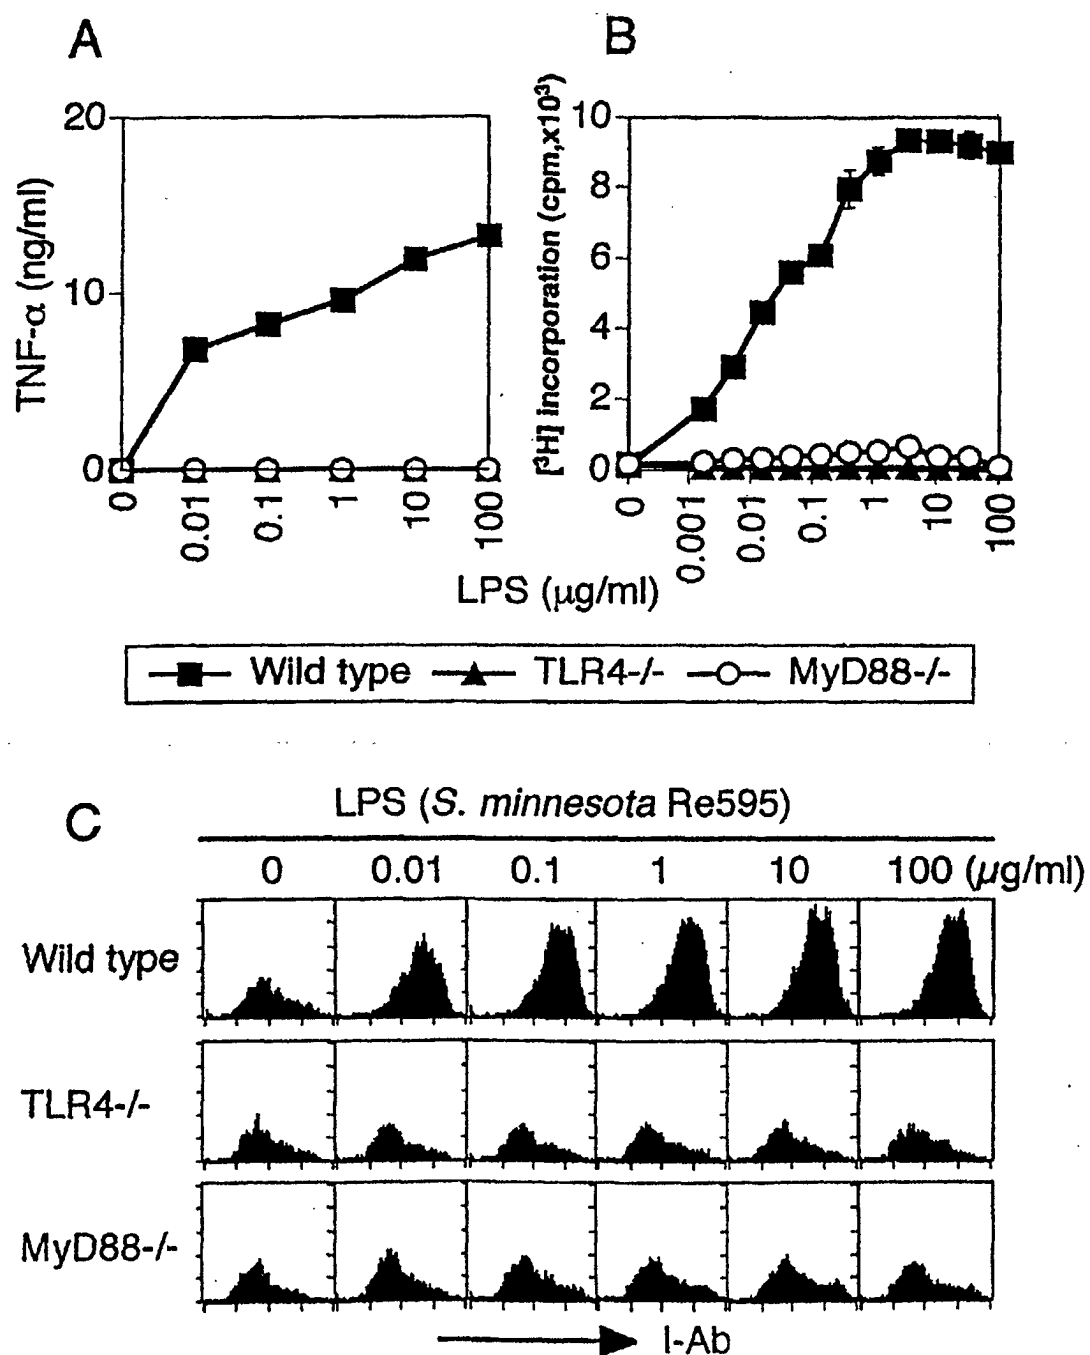 A
B
20
10
0
TNF-α (ng/ml)
0
0.01
0.1
1
10
100
[³H] incorporation (cpm,x10³)
10
8
6
4
2
0
0
0.001
0.01
0.1
1
10
100
LPS (μg/ml)
Wild type TLR4-/- MyD88-/-
C
LPS (S. minnesota Re595)
0 0.01 0.1 1 10 100 (μg/ml)
Wild type
TLR4-/-
MyD88-/-
I-Ab